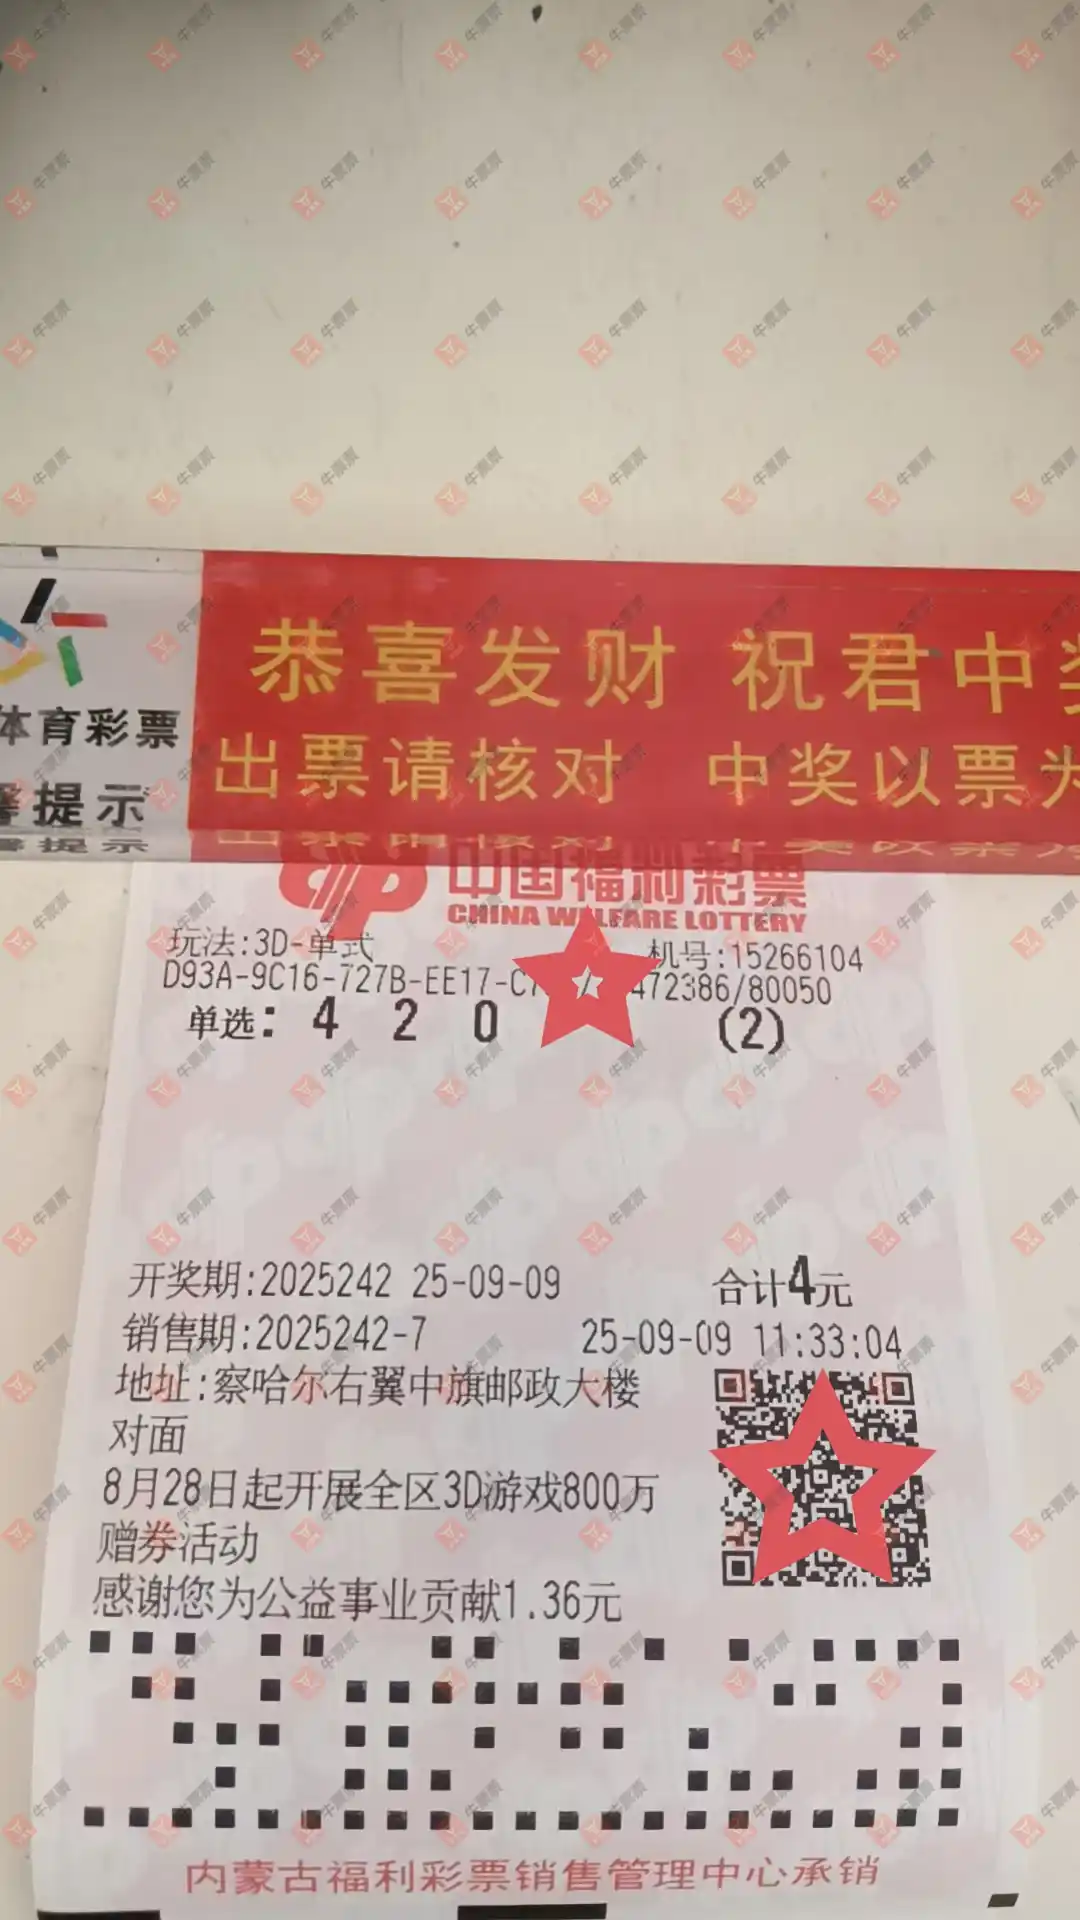 恭喜发财 祝君中
体育彩票
出票请核对 中奖以票为
提示
中国福利彩票
CHINA WELFARE LOTTERY
玩法:3D-单式 机号:15266104
D93A-9C16-727B-EE17-C7 472386/80050
单选: 4 2 0 (2)
开奖期:2025242 25-09-09 合计4元
销售期:2025242-7 25-09-09 11:33:04
地址:察哈尔右翼中旗邮政大楼
对面
8月28日起开展全区3D游戏800万
赠券活动
感谢您为公益事业贡献1.36元
内蒙古福利彩票销售管理中心承销
牛票票